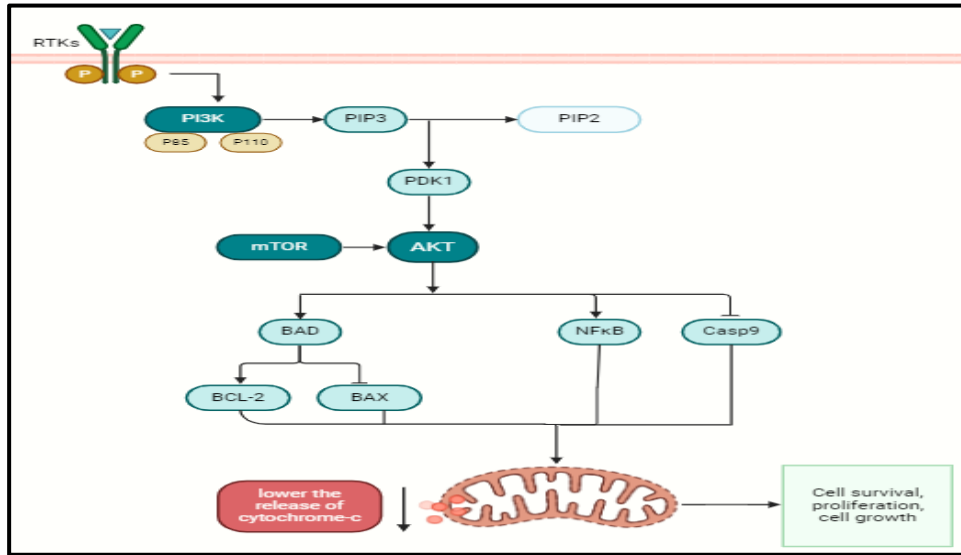 RTKs
P
P
PI3K
PIP3
PIP2
P85
P110
PDK1
mTOR
AKT
BAD
NFκB
Casp9
BCL-2
BAX
lower the
release of
cytochrome-c
Cell survival,
proliferation,
cell growth